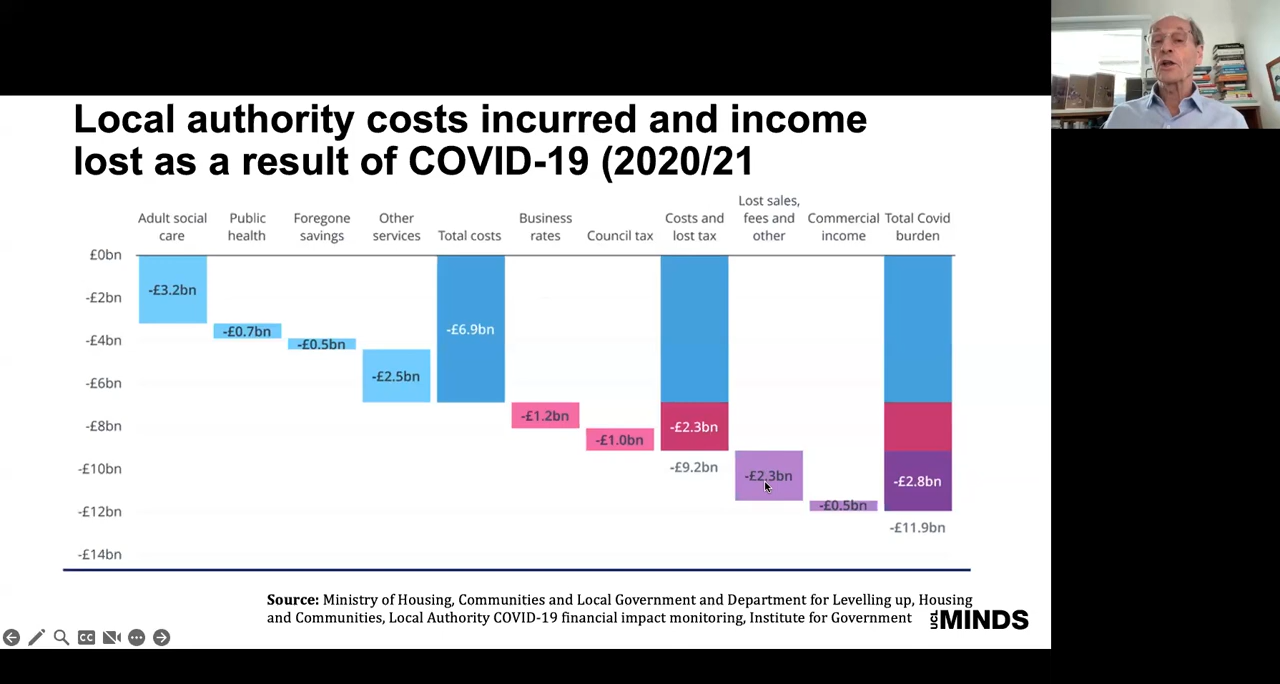 Local authority costs incurred and income
lost as a result of COVID-19 (2020/21
Adult social
care
Public
health
Foregone
savings
Other
services
Total costs
Business
rates
Council tax
Costs and
lost tax
Lost sales,
fees and
other
Commercial
income
Total Covid
burden
£0bn
-£2bn
-£4bn
-£6bn
-£8bn
-£10bn
-£12bn
-£14bn
-£3.2bn
-£0.7bn
-£0.5bn
-£2.5bn
-£6.9bn
-£1.2bn
-£1.0bn
-£2.3bn
-£9.2bn
-£2.3bn
-£0.5bn
-£2.8bn
-£11.9bn
Source: Ministry of Housing, Communities and Local Government and Department for Levelling up, Housing
and Communities, Local Authority COVID-19 financial impact monitoring, Institute for Government
UCL MINDS
CC